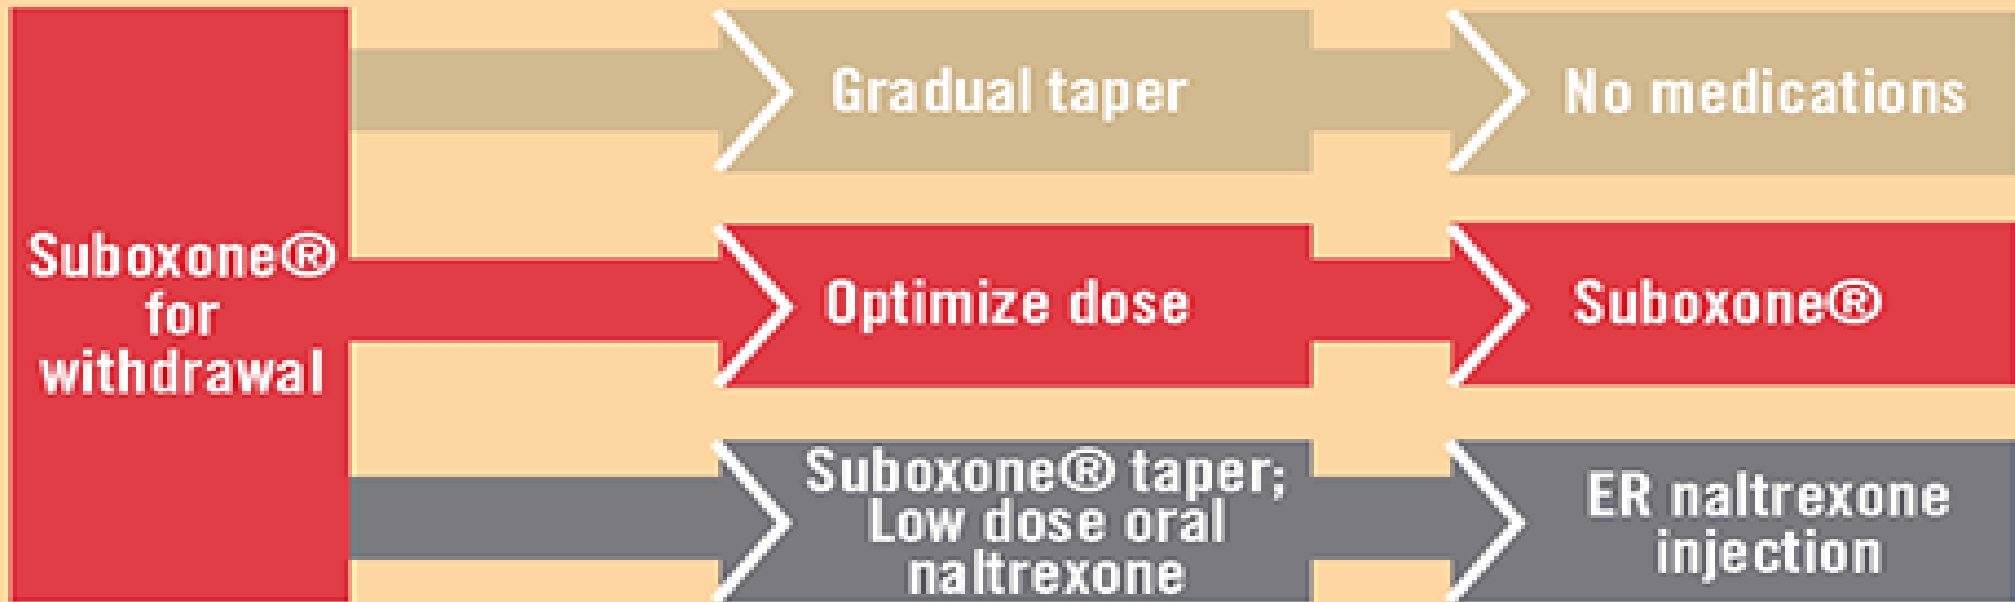 Suboxone®
for
withdrawal
Gradual taper
No medications
Optimize dose
Suboxone®
Suboxone® taper;
Low dose oral
naltrexone
ER naltrexone
injection